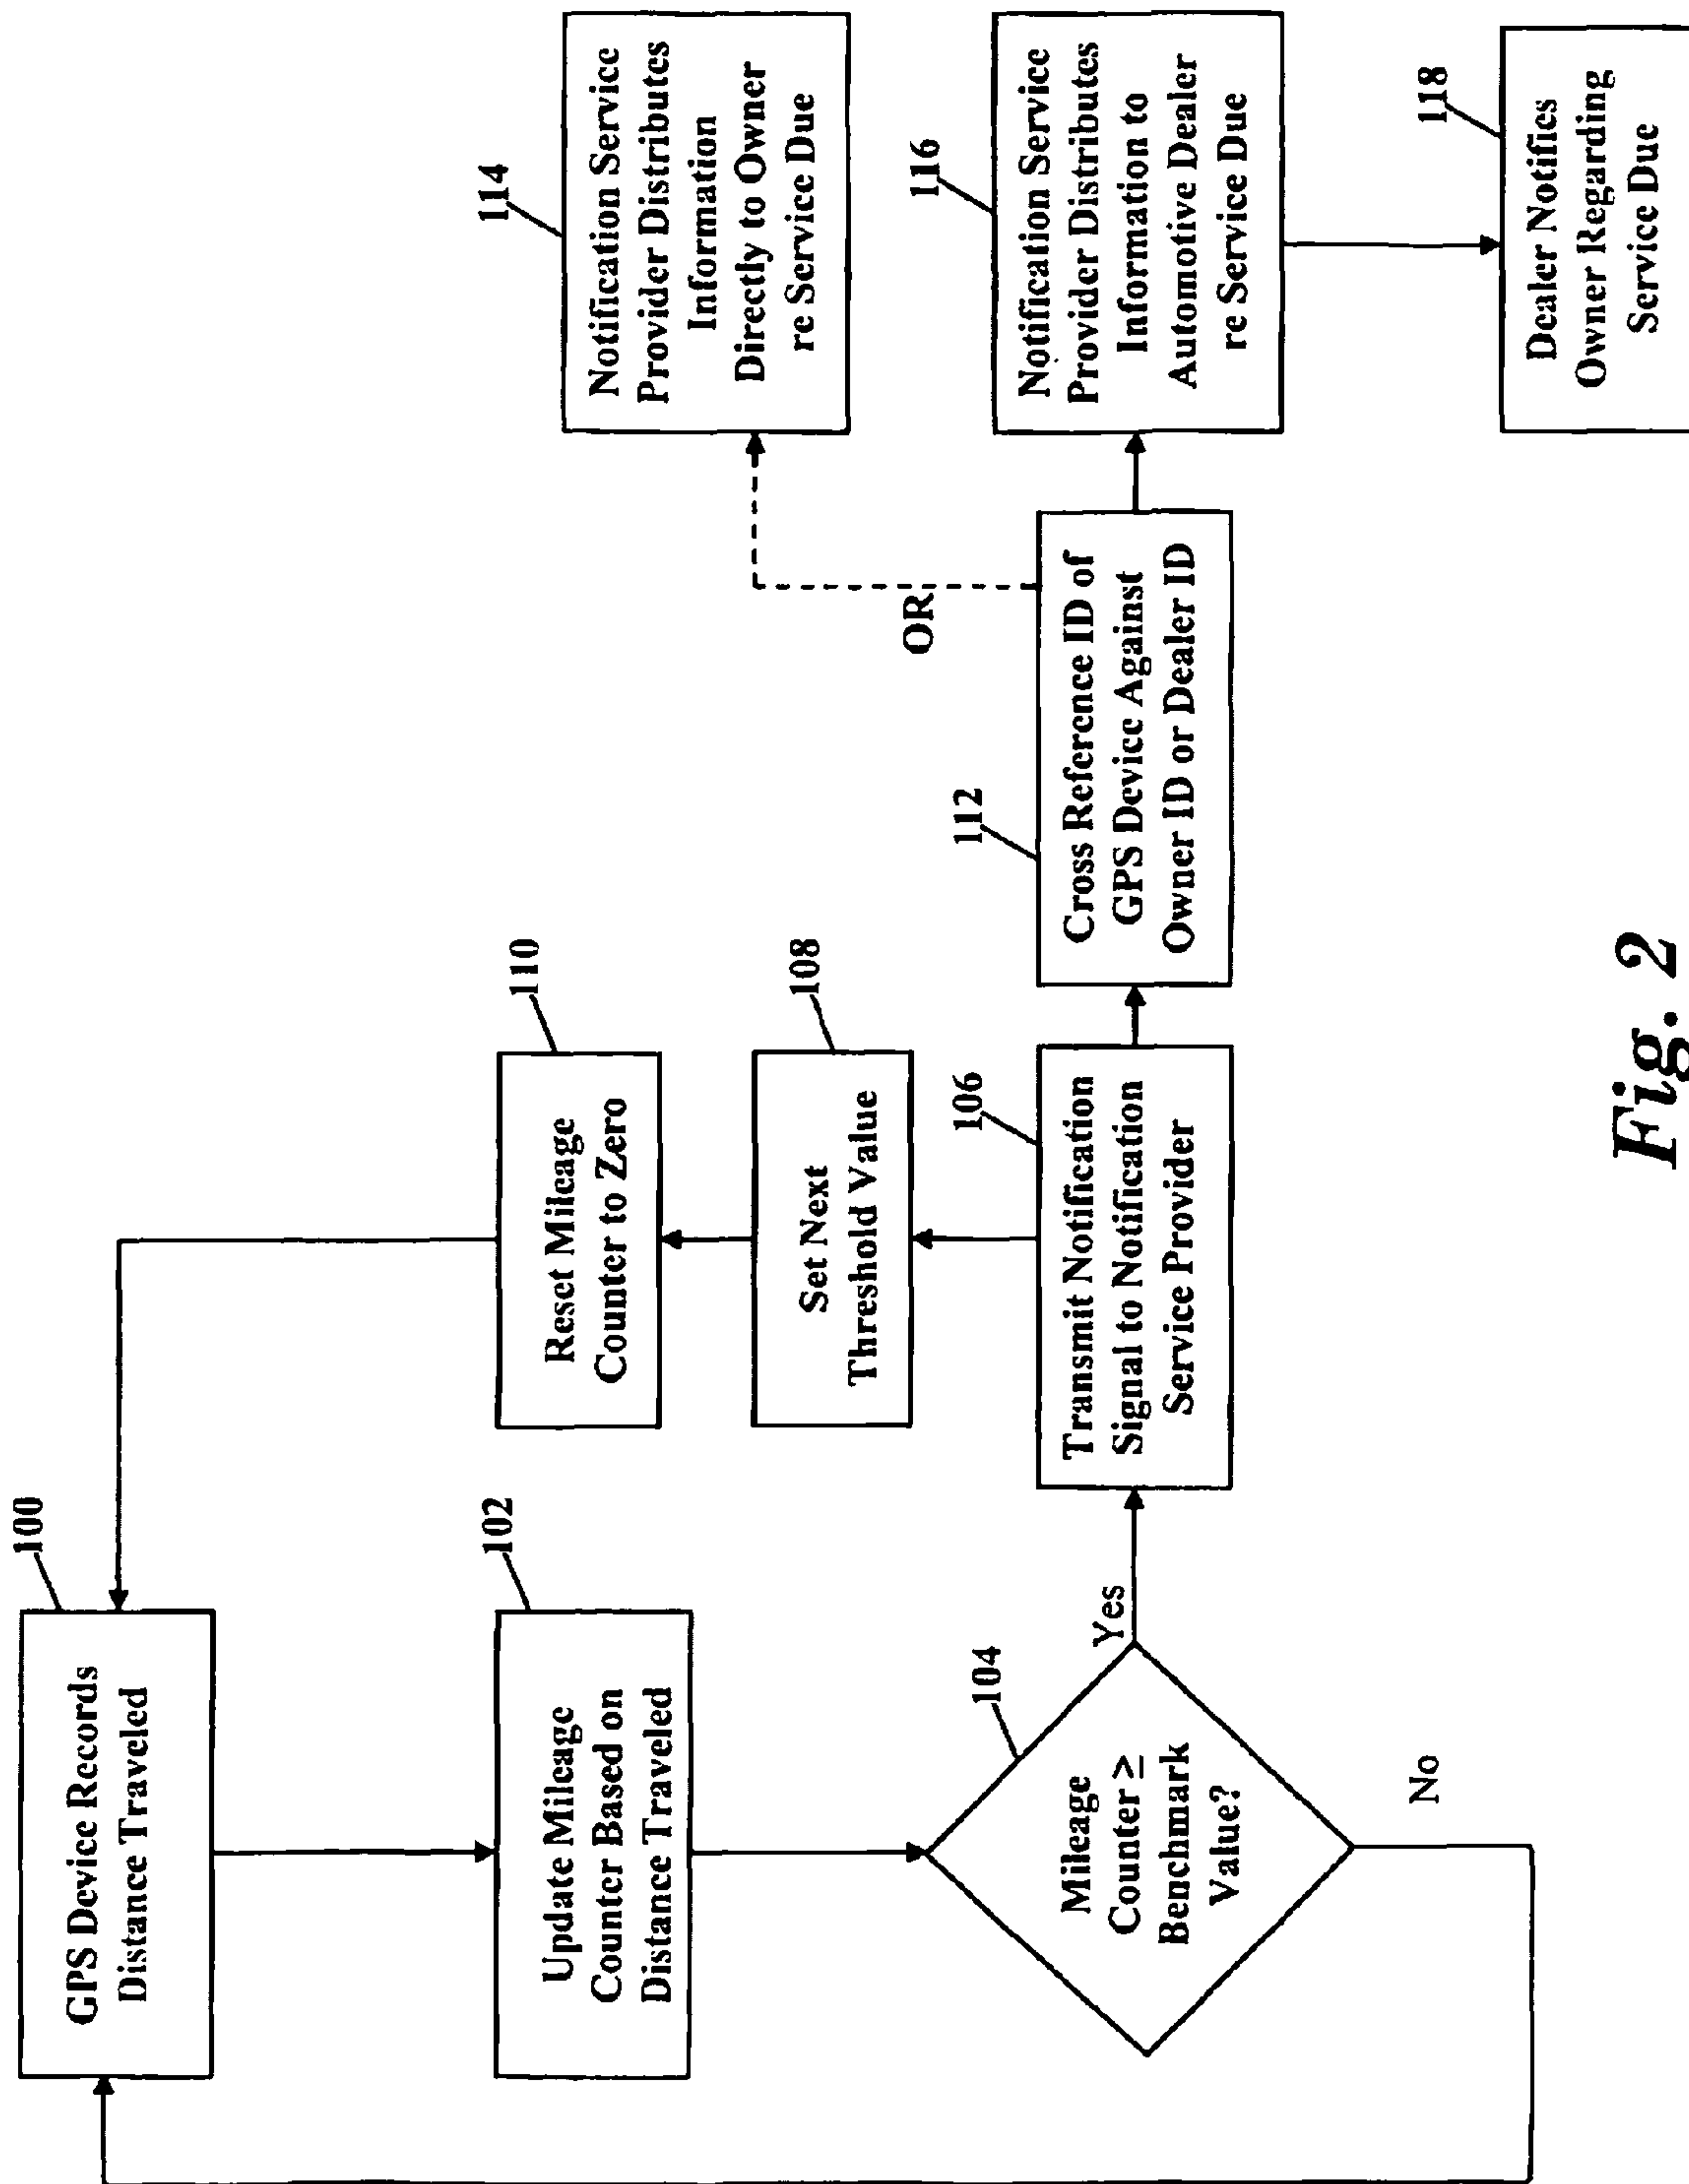 100
GPS Device Records
Distance Traveled
102
Update Mileage
Counter Based on
Distance Traveled
104
Mileage
Counter ≥
Benchmark
Value?
Yes
No
106
Transmit Notification
Signal to Notification
Service Provider
108
Set Next
Threshold Value
110
Reset Mileage
Counter to Zero
112
Cross Reference ID of
GPS Device Against
Owner ID or Dealer ID
OR
114
Notification Service
Provider Distributes
Information
Directly to Owner
re Service Due
116
Notification Service
Provider Distributes
Information to
Automotive Dealer
re Service Due
118
Dealer Notifies
Owner Regarding
Service Due
Fig. 2